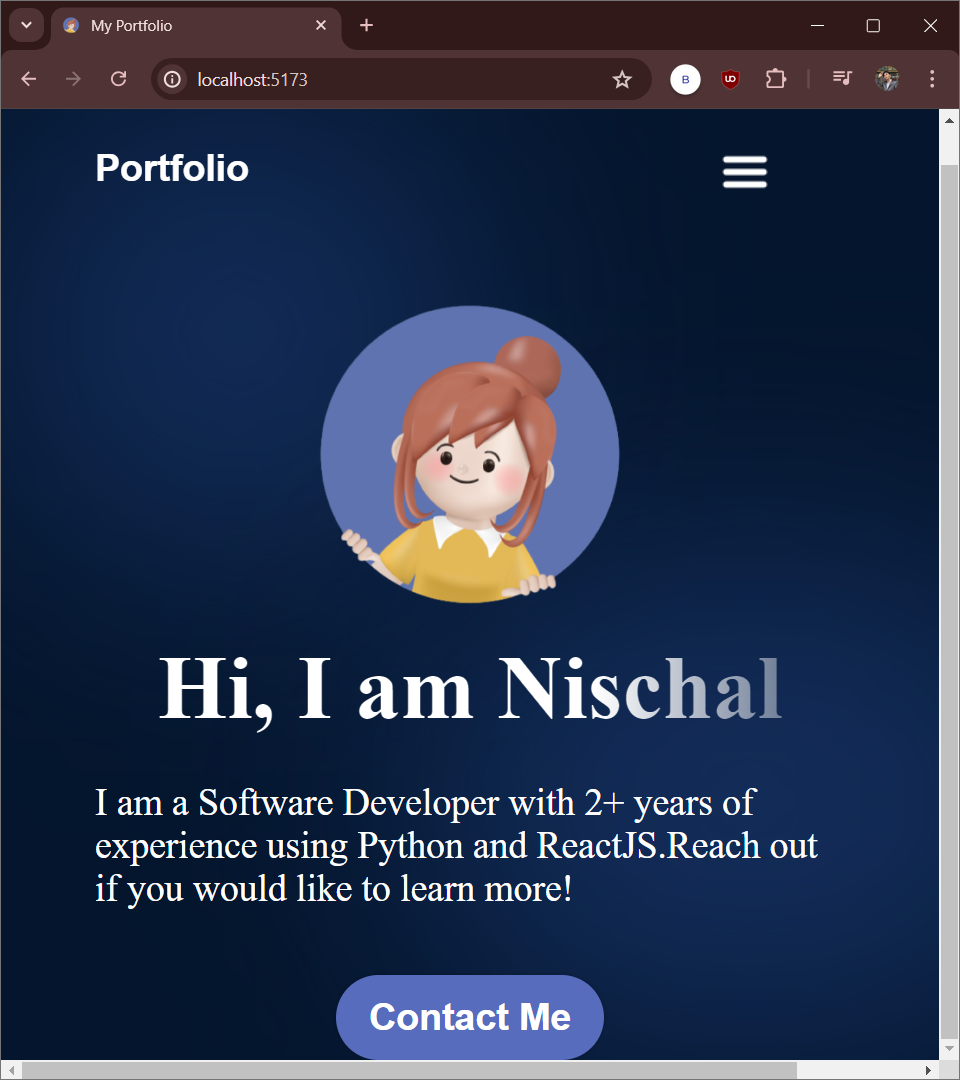 My Portfolio
localhost:5173
B
UO
Portfolio
Hi, I am Nischal
I am a Software Developer with 2+ years of
experience using Python and ReactJS.Reach out
if you would like to learn more!
Contact Me